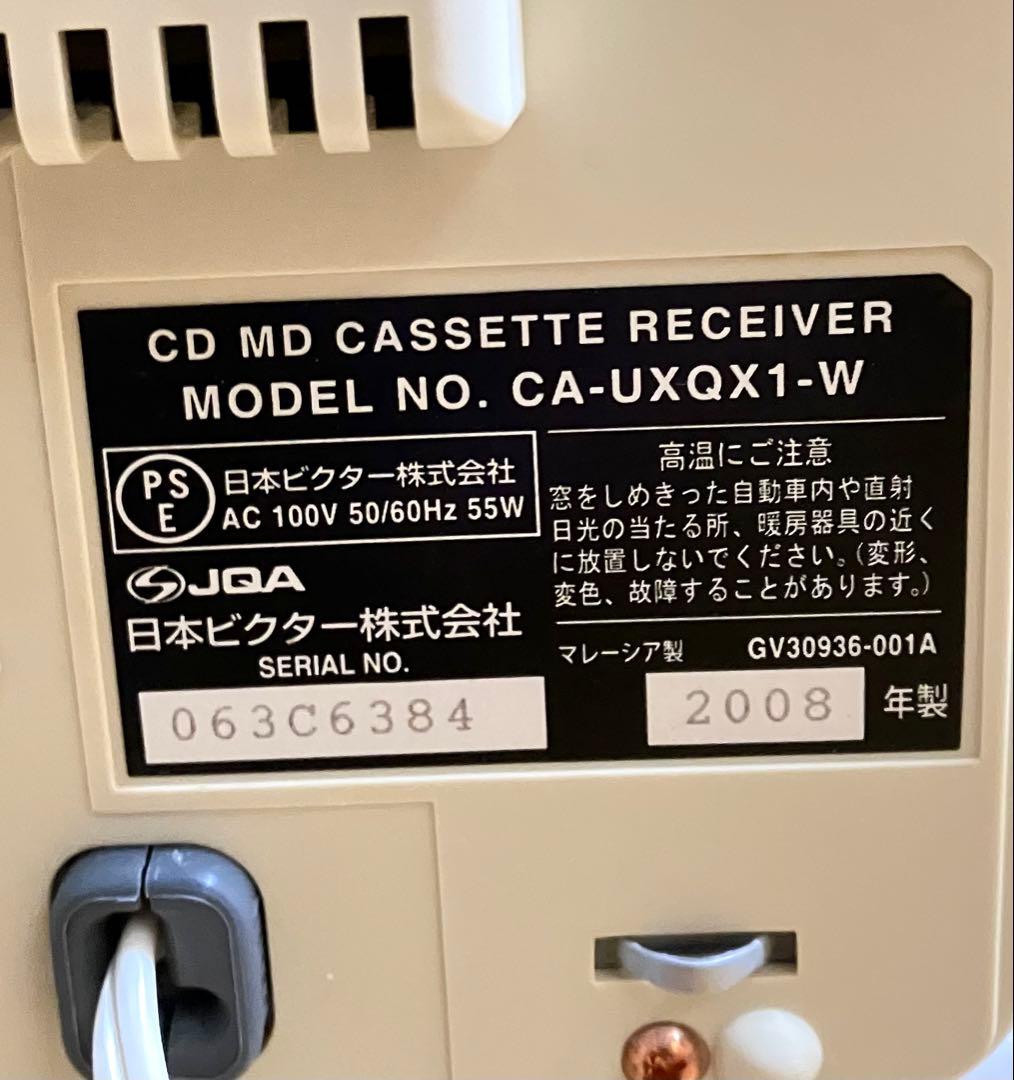 CD MD CASSETTE RECEIVER
MODEL NO. CA-UXQX1-W
PS
E
日本ビクター株式会社
AC 100V 50/60Hz 55W
JQA
日本ビクター株式会社
SERIAL NO.
063C6384
高温にご注意
窓をしめきった自動車内や直射
日光の当たる所、暖房器具の近く
に放置しないでください。(変形、
変色、故障することがあります。)
マレーシア製 GV30936-001A
2008 年製